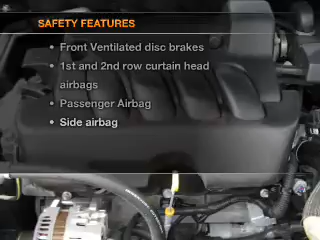 SAFETY FEATURES
• Front Ventilated disc brakes
• 1st and 2nd row curtain head
airbags
• Passenger Airbag
• Side airbag